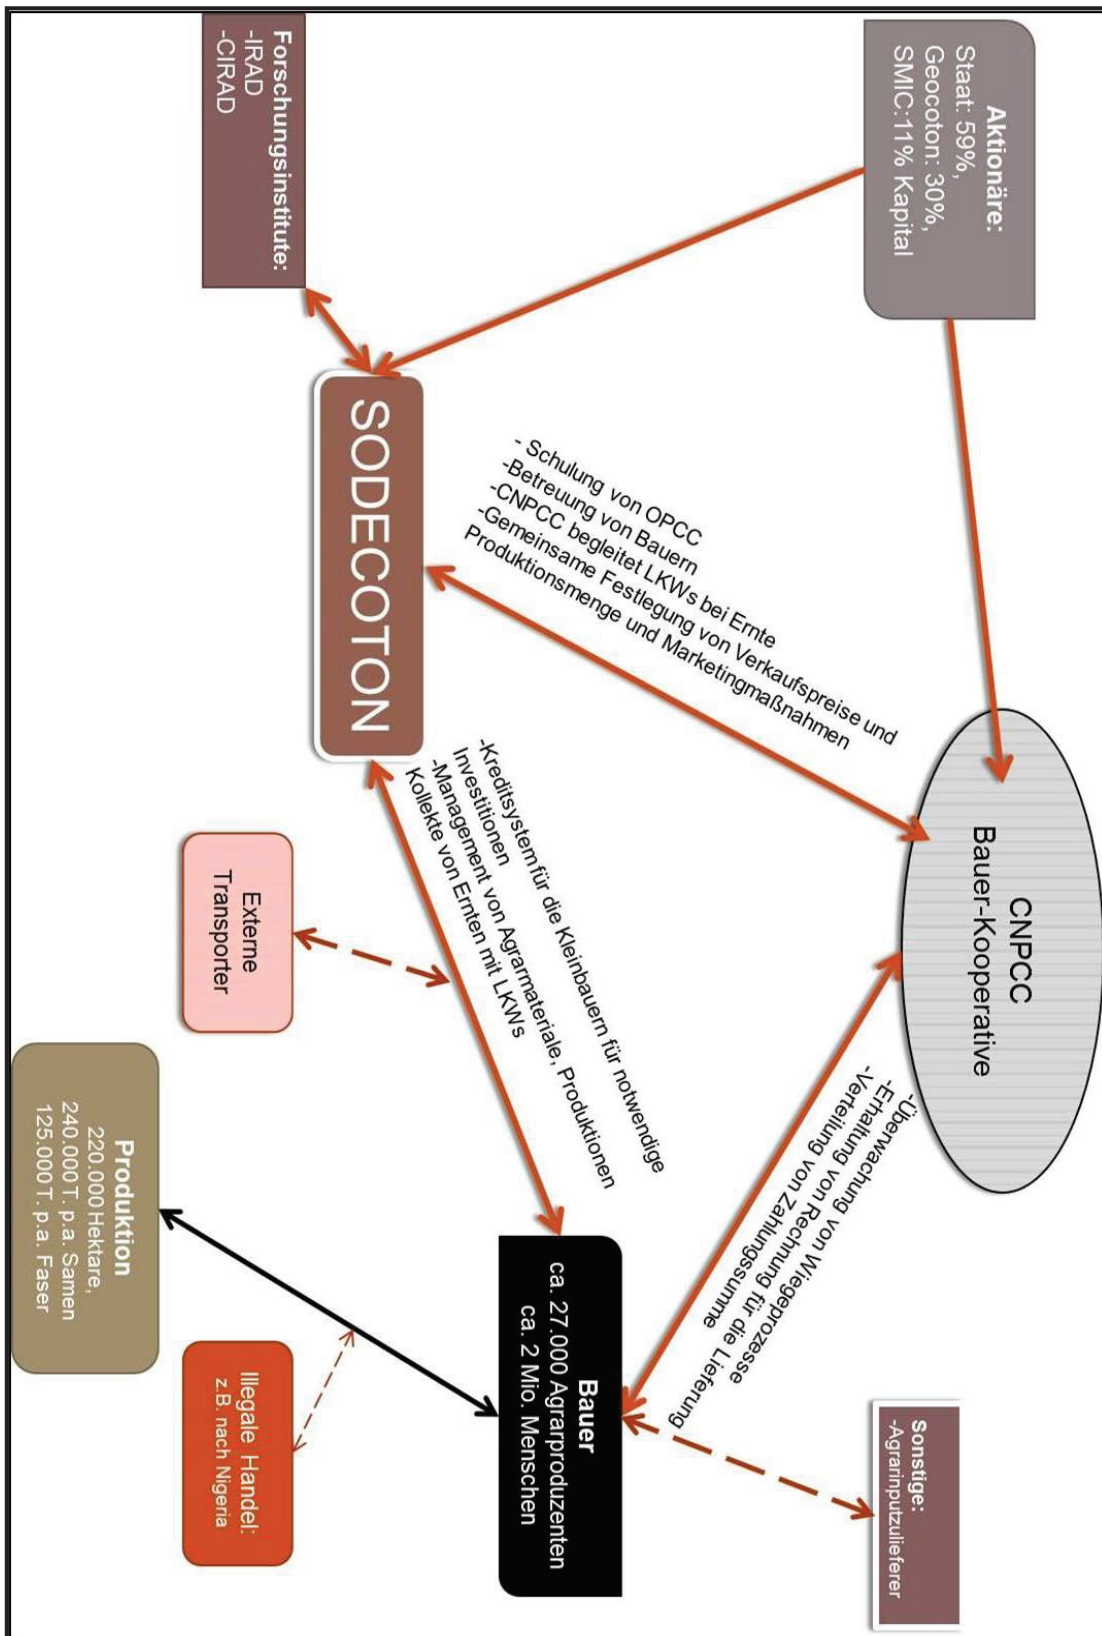 Aktionäre:
Staat: 59%,
Geocoton: 30%,
SMIC:11% Kapital
CNPCC
Bauer-Kooperative
Sonstige:
-Agrarinputzulieferer
- Schulung von OPCC
-Betreuung von Bauern
-CNPCC begleitet LKWs bei Ernte
-Gemeinsame Festlegung von Verkaufspreise und
Produktionsmenge und Marketingmaßnahmen
-Überwachung von Wiegeprozesse
-Erhaltung von Rechnung für die Lieferung
-Verteilung von Zahlungssumme
Forschungsinstitute:
-IRAD
-CIRAD
SODECOTON
-Kreditsystem für die Kleinbauern für notwendige
Investitionen
-Management von Agrarmateriale, Produktionen
Kollekte von Ernten mit LKWs
Bauer
ca. 27.000 Agrarproduzenten
ca. 2 Mio. Menschen
Externe
Transporter
Produktion
220.000 Hektare,
240.000 T. p.a. Samen
125.000 T. p.a. Faser
Illegale Handel:
z.B. nach Nigeria